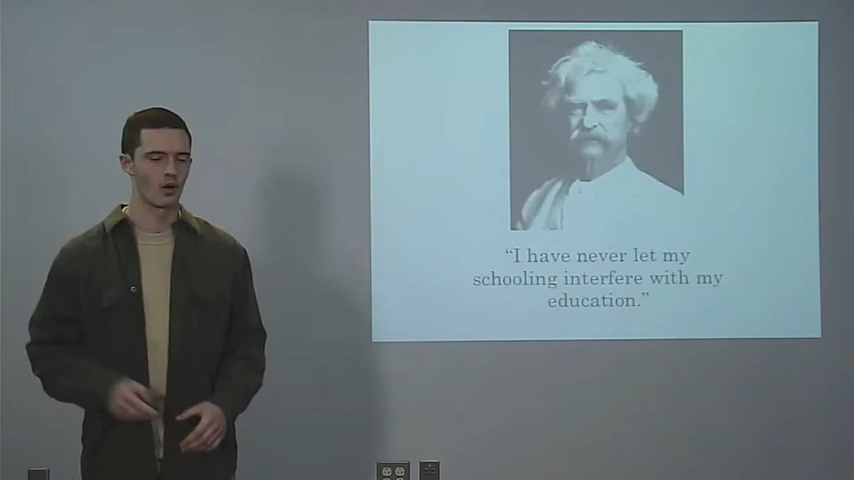 “I have never let my
schooling interfere with my
education.”